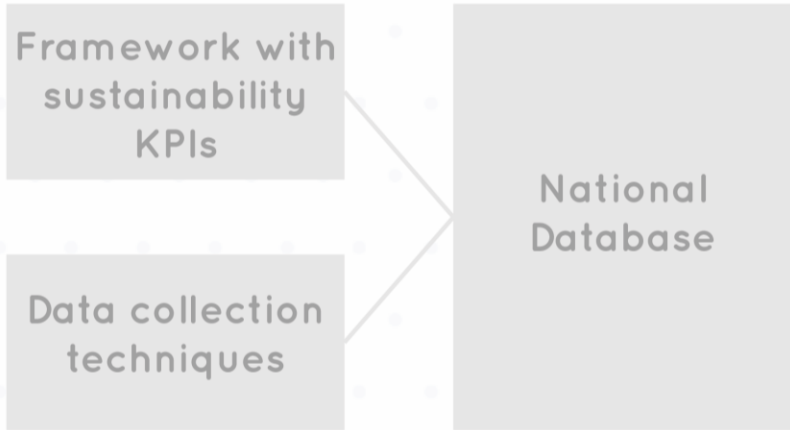 Framework with
sustainability
KPIs
Data collection
techniques
National
Database